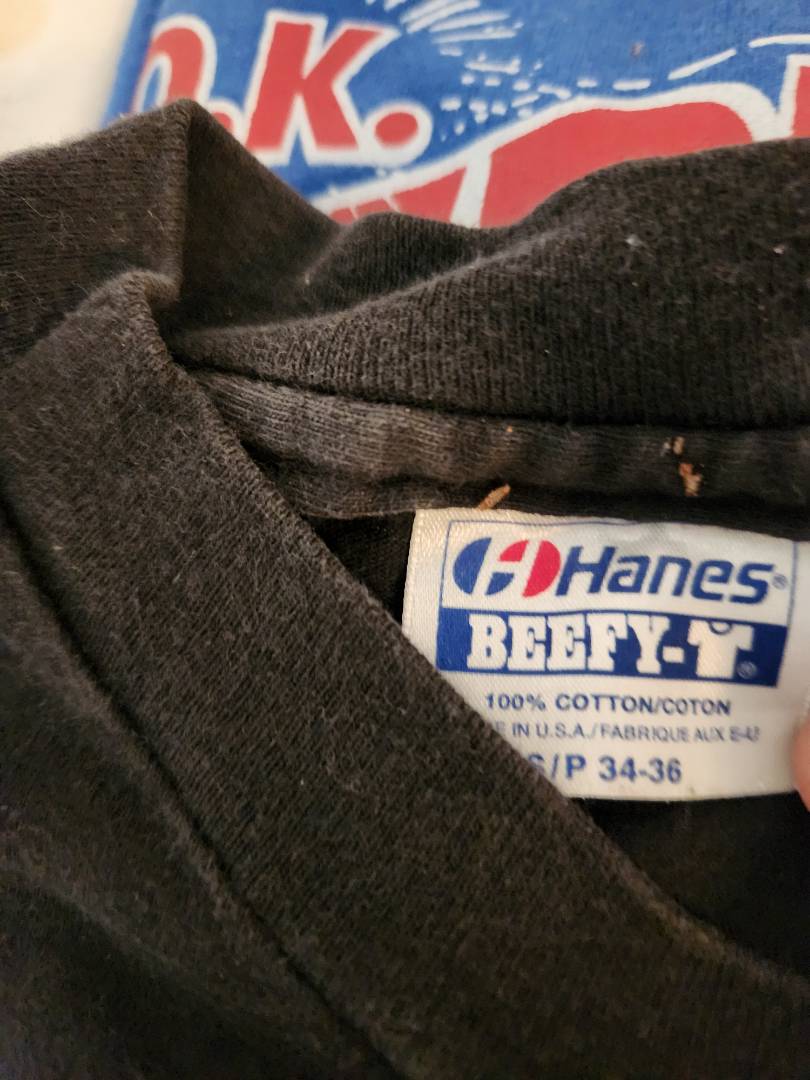 .K.
Hanes®
BEEFY-T®
100% COTTON/COTON
IN U.S.A./FABRIQUE AUX E-U
S/P 34-36